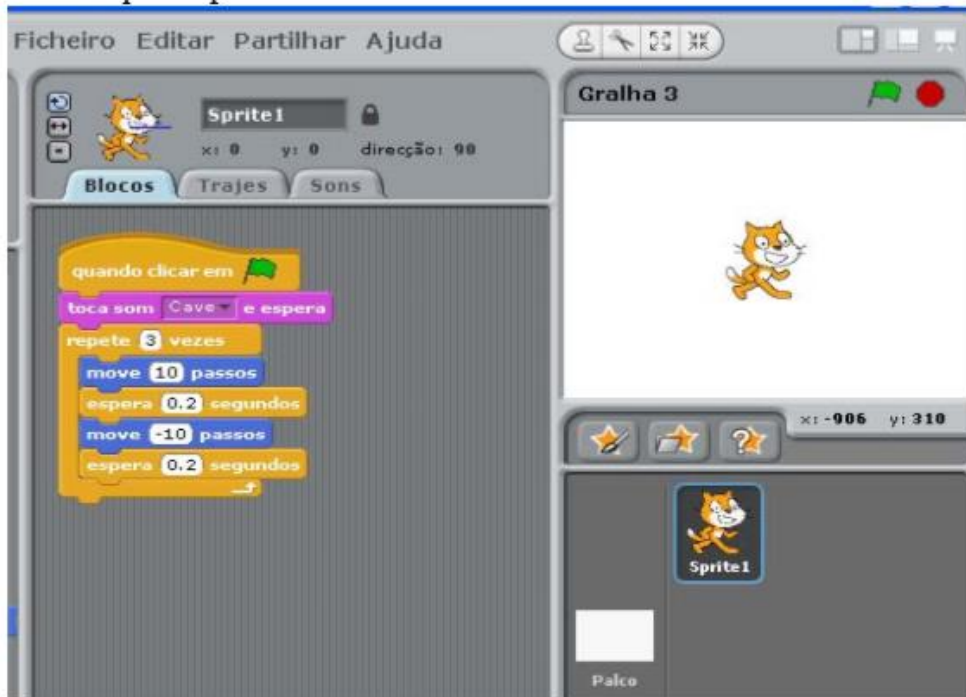 Ficheiro Editar Partilhar Ajuda
Sprite1
x: 0 y: 0 direcção: 90
Blocos Trajes Sons
quando clicar em
toca som Cave e espera
repete 3 vezes
move 10 passos
espera 0.2 segundos
move -10 passos
espera 0.2 segundos
Gralha 3
x: -906 y: 310
Sprite1
Palco